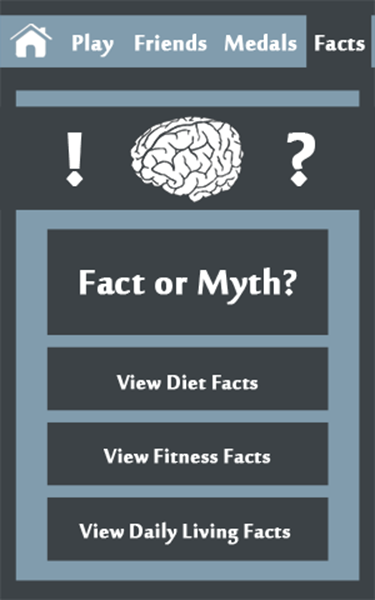 Play Friends Medals Facts
! ?
Fact or Myth?
View Diet Facts
View Fitness Facts
View Daily Living Facts